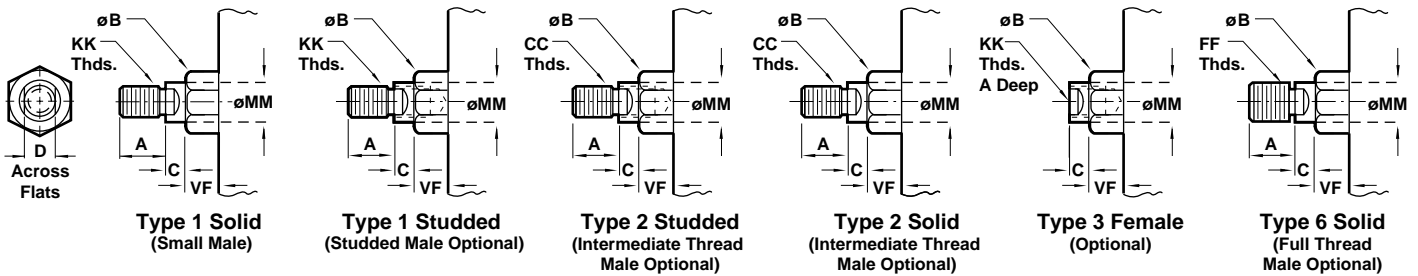 D
Across
Flats
øB
KK
Thds.
øMM
A
C
VF
Type 1 Solid
(Small Male)
øB
KK
Thds.
øMM
A
C
VF
Type 1 Studded
(Studded Male Optional)
øB
CC
Thds.
øMM
A
C
VF
Type 2 Studded
(Intermediate Thread
Male Optional)
øB
CC
Thds.
øMM
A
C
VF
Type 2 Solid
(Intermediate Thread
Male Optional)
øB
KK
Thds.
A Deep
øMM
C
VF
Type 3 Female
(Optional)
øB
FF
Thds.
øMM
A
C
VF
Type 6 Solid
(Full Thread
Male Optional)